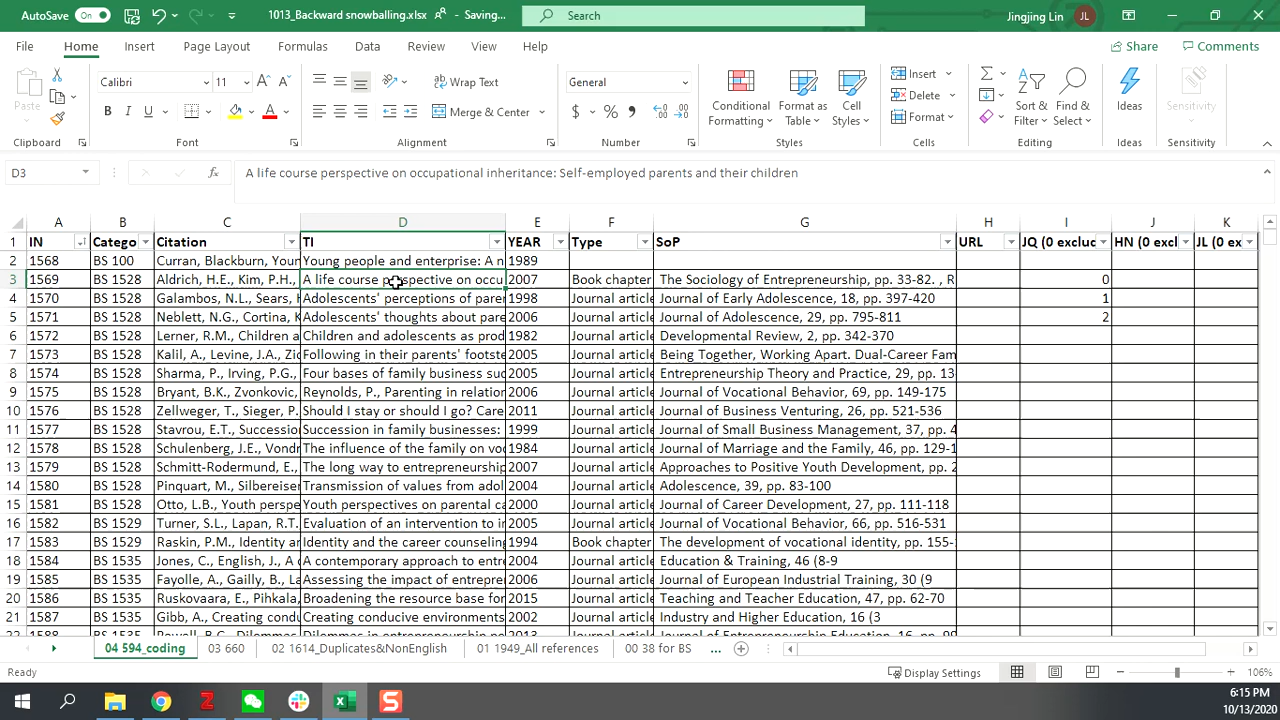 AutoSave On 1013_Backward snowballing.xlsx - Saving... Search Jingjing Lin JL
File Home Insert Page Layout Formulas Data Review View Help Share Comments
Paste Calibri 11 Wrap Text General Conditional Formatting Format as Table Cell Styles Insert Delete Format Sort & Filter Find & Select Ideas Sensitivity
B I U Merge & Center $ %
Clipboard Font Alignment Number Styles Cells Editing Ideas Sensitivity
D3 fx A life course perspective on occupational inheritance: Self-employed parents and their children
A B C D E F G H I J K
1 IN Catego Citation TI YEAR Type SoP URL JQ (0 exclud HN (0 excl JL (0 ex
2 1568 BS 100 Curran, Blackburn, Youn Young people and enterprise: A n 1989
3 1569 BS 1528 Aldrich, H.E., Kim, P.H., A life course perspective on occu 2007 Book chapter The Sociology of Entrepreneurship, pp. 33-82. , R 0
4 1570 BS 1528 Galambos, N.L., Sears, H Adolescents' perceptions of parer 1998 Journal article Journal of Early Adolescence, 18, pp. 397-420 1
5 1571 BS 1528 Neblett, N.G., Cortina, K Adolescents' thoughts about pare 2006 Journal article Journal of Adolescence, 29, pp. 795-811 2
6 1572 BS 1528 Lerner, R.M., Children a Children and adolescents as prod 1982 Journal article Developmental Review, 2, pp. 342-370
7 1573 BS 1528 Kalil, A., Levine, J.A., Zio Following in their parents' footste 2005 Journal article Being Together, Working Apart. Dual-Career Fam
8 1574 BS 1528 Sharma, P., Irving, P.G., Four bases of family business suc 2005 Journal article Entrepreneurship Theory and Practice, 29, pp. 13
9 1575 BS 1528 Bryant, B.K., Zvonkovic, Reynolds, P., Parenting in relation 2006 Journal article Journal of Vocational Behavior, 69, pp. 149-175
10 1576 BS 1528 Zellweger, T., Sieger, P. Should I stay or should I go? Care 2011 Journal article Journal of Business Venturing, 26, pp. 521-536
11 1577 BS 1528 Stavrou, E.T., Succession Succession in family businesses: 1999 Journal article Journal of Small Business Management, 37, pp. 4
12 1578 BS 1528 Schulenberg, J.E., Vondr The influence of the family on voc 1984 Journal article Journal of Marriage and the Family, 46, pp. 129-1
13 1579 BS 1528 Schmitt-Rodermund, E., The long way to entrepreneurship 2007 Journal article Approaches to Positive Youth Development, pp. 2
14 1580 BS 1528 Pinquart, M., Silbereiser Transmission of values from adol 2004 Journal article Adolescence, 39, pp. 83-100
15 1581 BS 1528 Otto, L.B., Youth perspe Youth perspectives on parental ca 2000 Journal article Journal of Career Development, 27, pp. 111-118
16 1582 BS 1529 Turner, S.L., Lapan, R.T. Evaluation of an intervention to in 2005 Journal article Journal of Vocational Behavior, 66, pp. 516-531
17 1583 BS 1529 Raskin, P.M., Identity an Identity and the career counseling 1994 Book chapter The development of vocational identity, pp. 155-
18 1584 BS 1535 Jones, C., English, J., A c A contemporary approach to entre 2004 Journal article Education & Training, 46 (8-9
19 1585 BS 1535 Fayolle, A., Gailly, B., La Assessing the impact of entrepre 2006 Journal article Journal of European Industrial Training, 30 (9
20 1586 BS 1535 Ruskovaara, E., Pihkala, Broadening the resource base for 2015 Journal article Teaching and Teacher Education, 47, pp. 62-70
21 1587 BS 1535 Gibb, A., Creating condu Creating conducive environments 2002 Journal article Industry and Higher Education, 16 (3
22 1588 BS 1535 Powell, B.C., Dilemmas Dilemmas in entrepreneurship pe 2013 Journal article Journal of Entrepreneurship Education, 16, pp. 99
04 594_coding 03 660 02 1614_Duplicates&NonEnglish 01 1949_All references 00 38 for BS ...
Ready Display Settings 106%
6:15 PM
10/13/2020